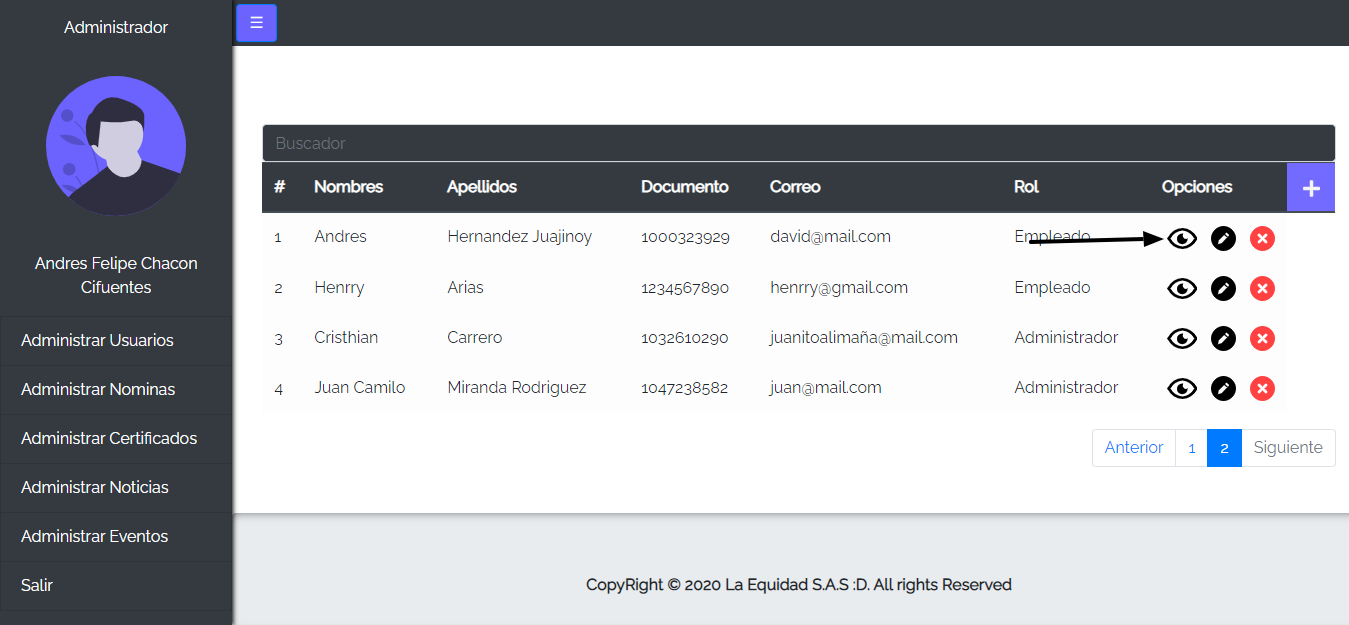 Administrador
Andres Felipe Chacon
Cifuentes
Administrar Usuarios
Administrar Nominas
Administrar Certificados
Administrar Noticias
Administrar Eventos
Salir
Buscador
# Nombres Apellidos Documento Correo Rol Opciones +
1 Andres Hernandez Juajinoy 1000323929 david@mail.com Empleado
2 Henrry Arias 1234567890 henrry@gmail.com Empleado
3 Cristhian Carrero 1032610290 juanitoalimaña@mail.com Administrador
4 Juan Camilo Miranda Rodriguez 1047238582 juan@mail.com Administrador
Anterior 1 2 Siguiente
CopyRight © 2020 La Equidad S.A.S :D. All rights Reserved